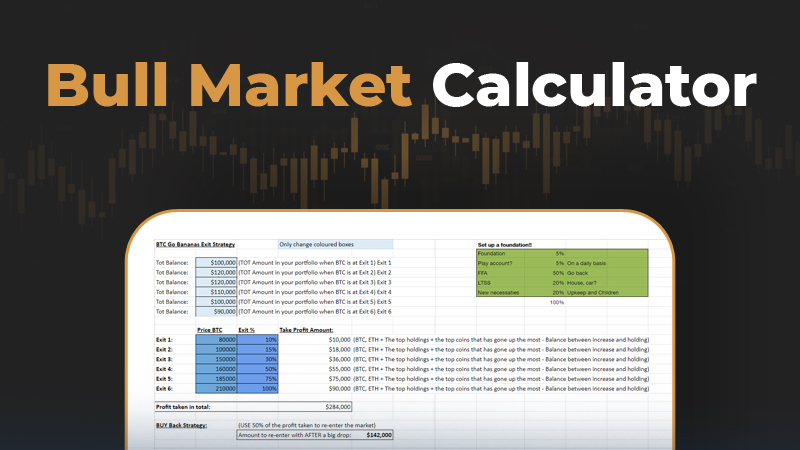 Bull Market Calculator
BTC Go Bananas Exit Strategy Only change coloured boxes Set up a foundation!!
Foundation 5%
Tot Balance: $100,000 (TOT Amount in your portfolio when BTC is at Exit 1) Exit 1 Play account? 5% On a daily basis
Tot Balance: $120,000 (TOT Amount in your portfolio when BTC is at Exit 2) Exit 2 FFA 50% Go back
Tot Balance: $120,000 (TOT Amount in your portfolio when BTC is at Exit 3) Exit 3 LTSS 20% House, car?
Tot Balance: $110,000 (TOT Amount in your portfolio when BTC is at Exit 4) Exit 4 New necessaties 20% Upkeep and Children
Tot Balance: $100,000 (TOT Amount in your portfolio when BTC is at Exit 5) Exit 5 100%
Tot Balance: $90,000 (TOT Amount in your portfolio when BTC is at Exit 6) Exit 6
Price BTC Exit % Take Profit Amount:
Exit 1: 80000 10% $10,000 (BTC, ETH + The top holdings + the top coins that has gone up the most - Balance between increase and holding)
Exit 2: 100000 15% $18,000 (BTC, ETH + The top holdings + the top coins that has gone up the most - Balance between increase and holding)
Exit 3: 150000 30% $36,000 (BTC, ETH + The top holdings + the top coins that has gone up the most - Balance between increase and holding)
Exit 4: 160000 50% $55,000 (BTC, ETH + The top holdings + the top coins that has gone up the most - Balance between increase and holding)
Exit 5: 185000 75% $75,000 (BTC, ETH + The top holdings + the top coins that has gone up the most - Balance between increase and holding)
Exit 6: 210000 100% $90,000 (BTC, ETH + The top holdings + the top coins that has gone up the most - Balance between increase and holding)
Profit taken in total: $284,000
BUY Back Strategy: (USE 50% of the profit taken to re-enter the market)
Amount to re-enter with AFTER a big drop: $142,000